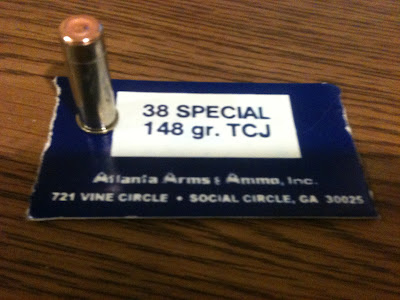 38 SPECIAL
148 gr. TCJ
Atlanta Arms & Ammo, Inc.
721 VINE CIRCLE • SOCIAL CIRCLE, GA 30025